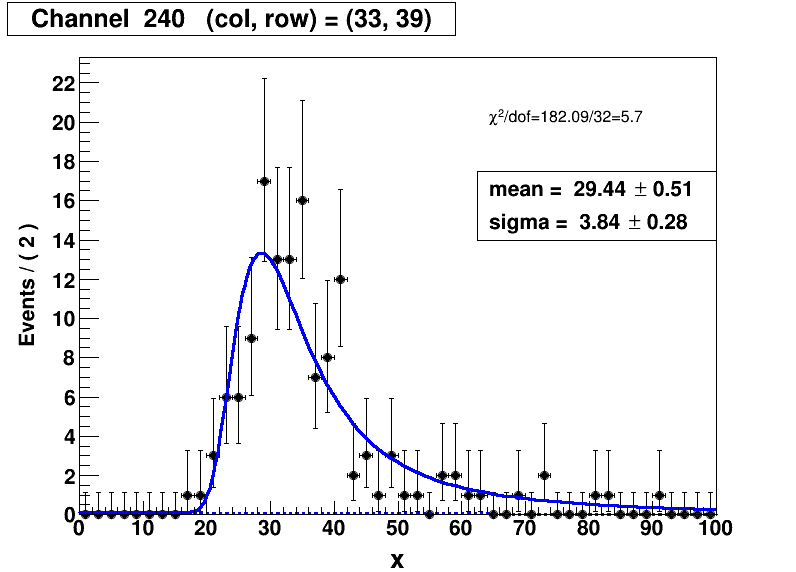 Channel  240   (col, row) = (33, 39)
χ²/dof=182.09/32=5.7
mean =  29.44 ± 0.51
sigma =  3.84 ± 0.28
Events / ( 2 )
22
20
18
16
14
12
10
8
6
4
2
0
0 10 20 30 40 50 60 70 80 90 100
x